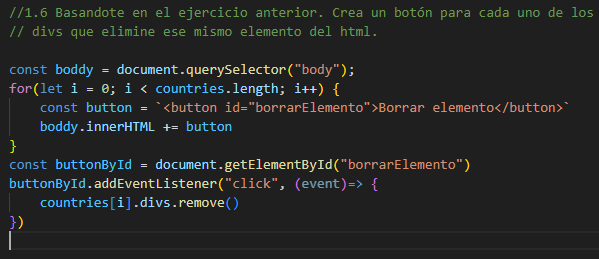 //1.6 Basandote en el ejercicio anterior. Crea un botón para cada uno de los
// divs que elimine ese mismo elemento del html.
const boddy = document.querySelector("body");
for(let i = 0; i < countries.length; i++) {
    const button = `<button id="borrarElemento">Borrar elemento</button>`
    boddy.innerHTML += button
}
const buttonById = document.getElementById("borrarElemento")
buttonById.addEventListener("click", (event)=> {
    countries[i].divs.remove()
})